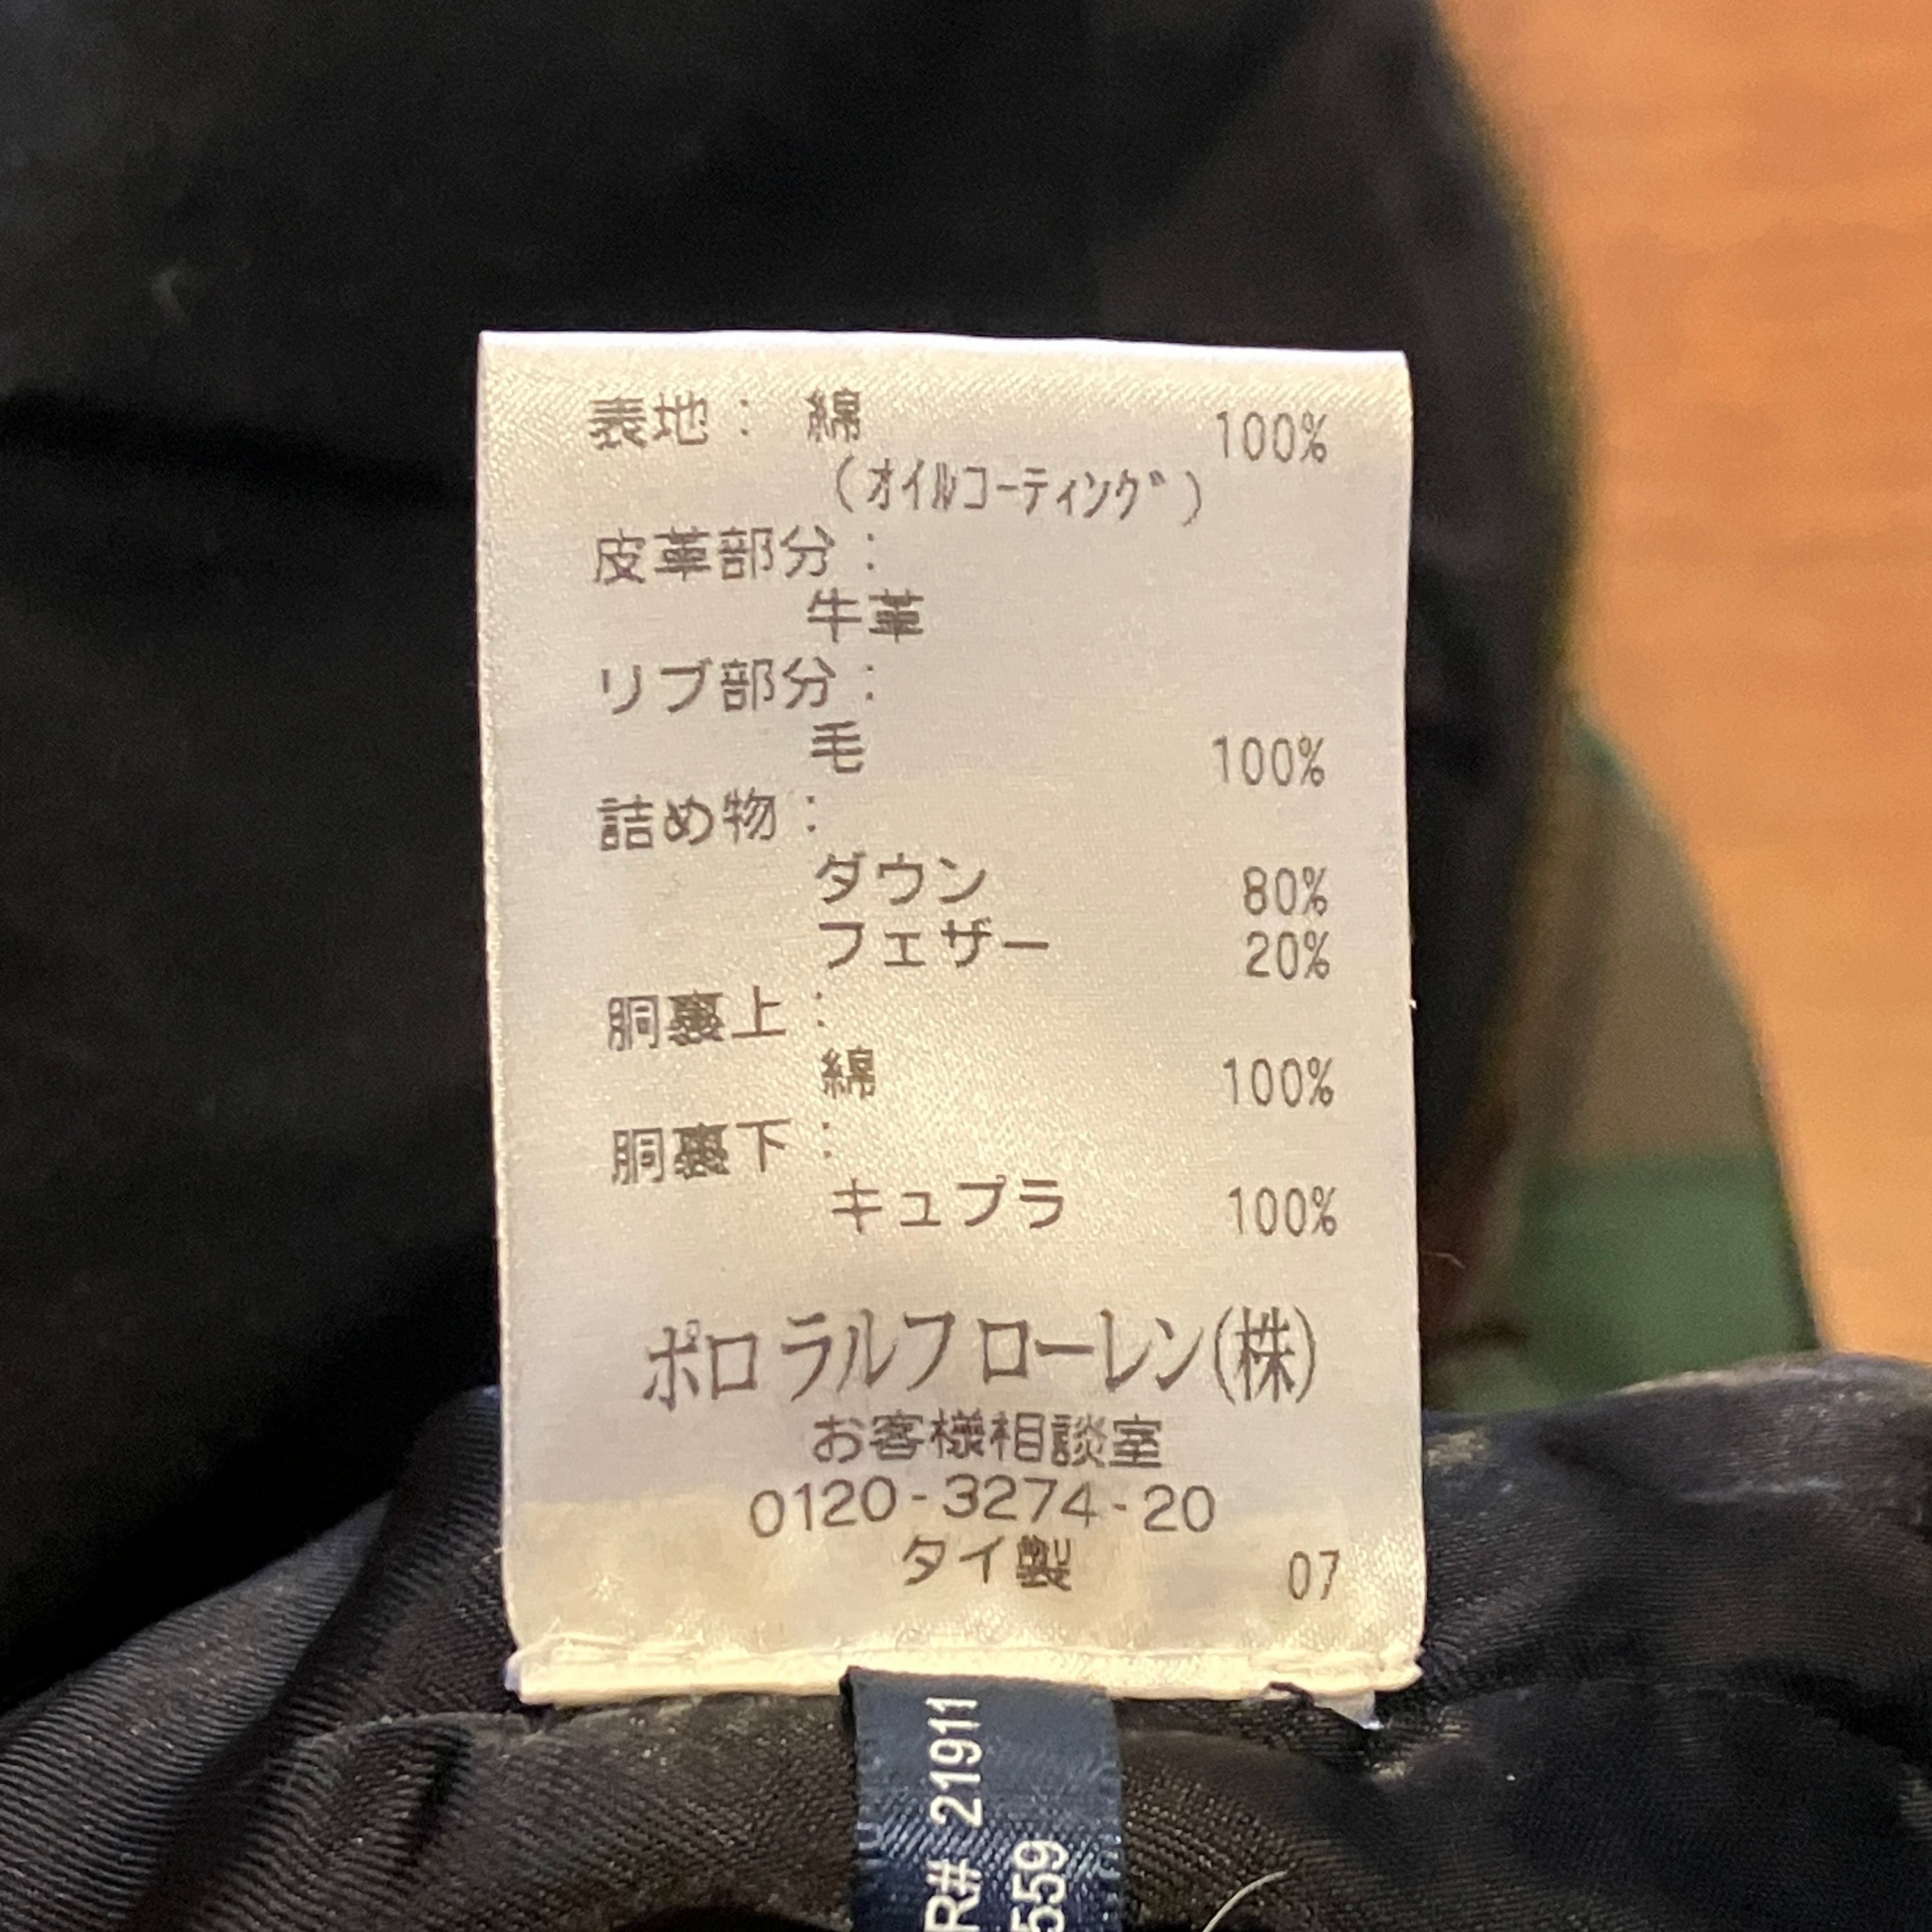 表地： 綿 100%
(ｵｲﾙｺｰﾃｨﾝｸﾞ)
皮革部分：
牛革
リブ部分：
毛 100%
詰め物：
ダウン 80%
フェザー 20%
胴裏上：
綿 100%
胴裏下：
キュプラ 100%
ポロ ラルフ ローレン(株)
お客様相談室
0120-3274-20
タイ製 07
R# 21911
559